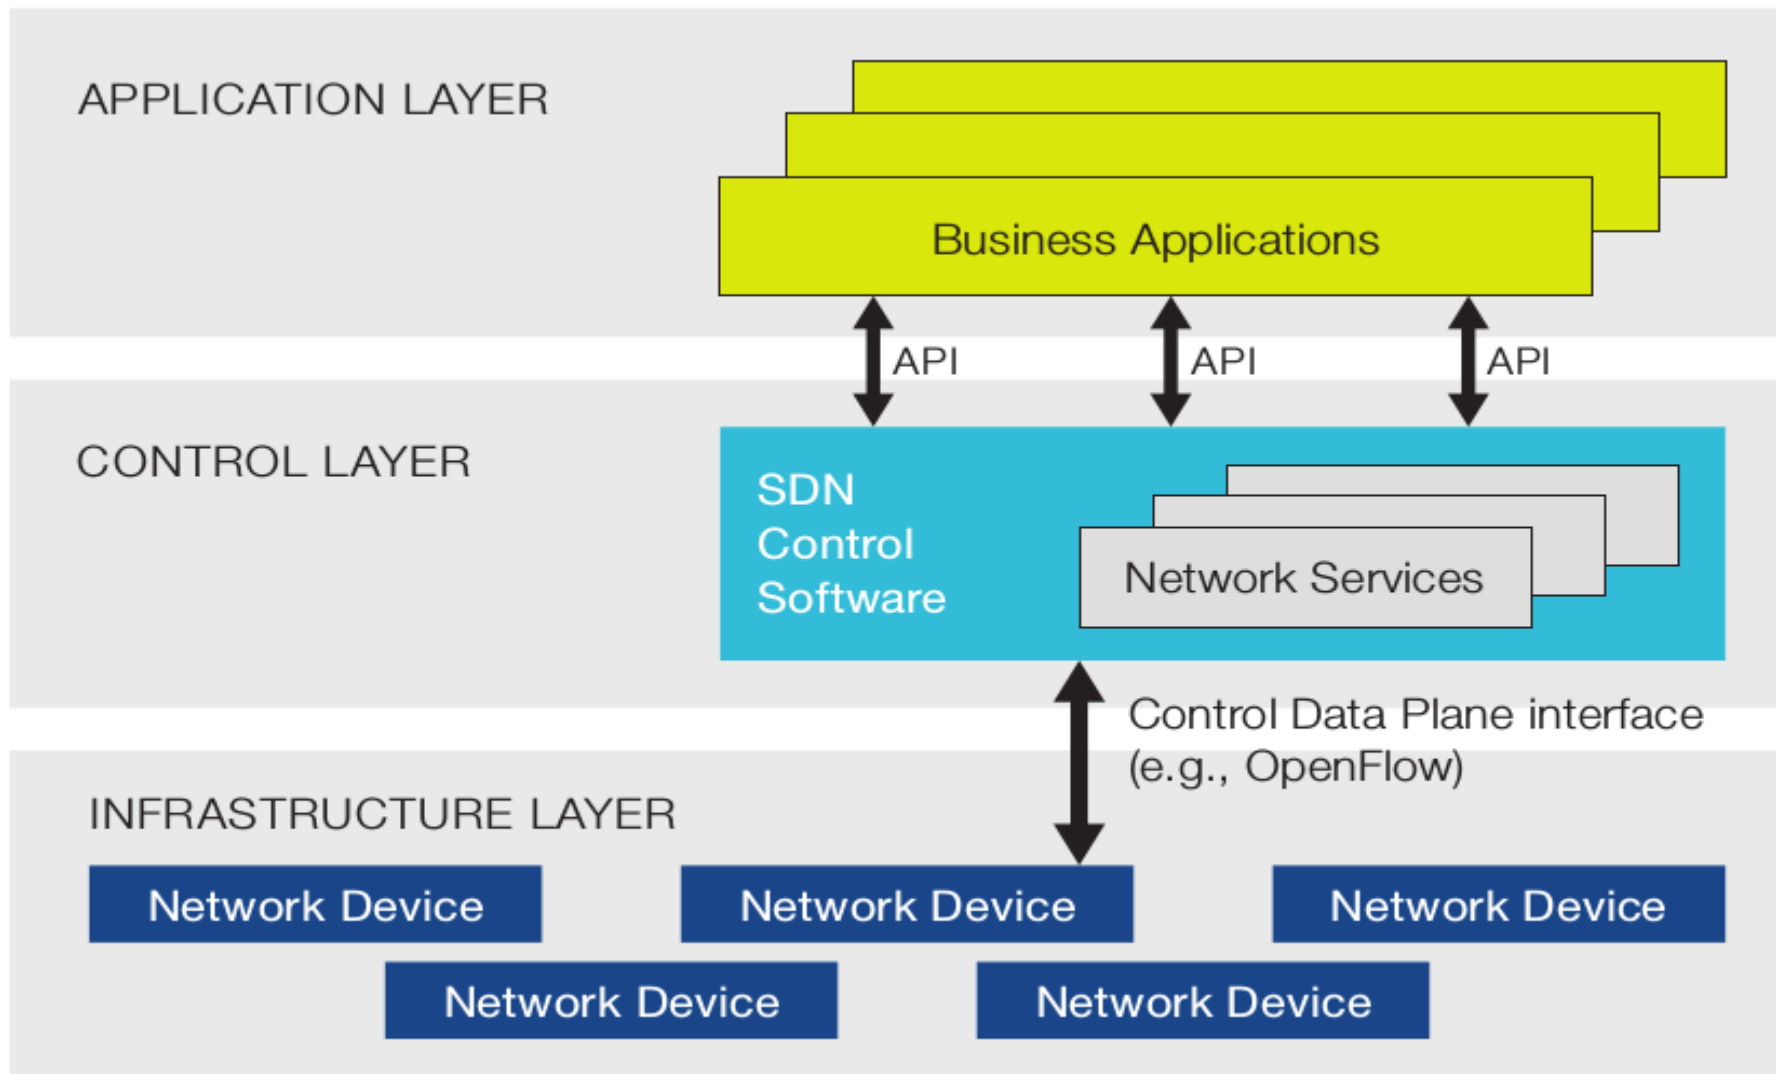 APPLICATION LAYER
Business Applications
API
API
API
CONTROL LAYER
SDN
Control
Software
Network Services
Control Data Plane interface
(e.g., OpenFlow)
INFRASTRUCTURE LAYER
Network Device
Network Device
Network Device
Network Device
Network Device